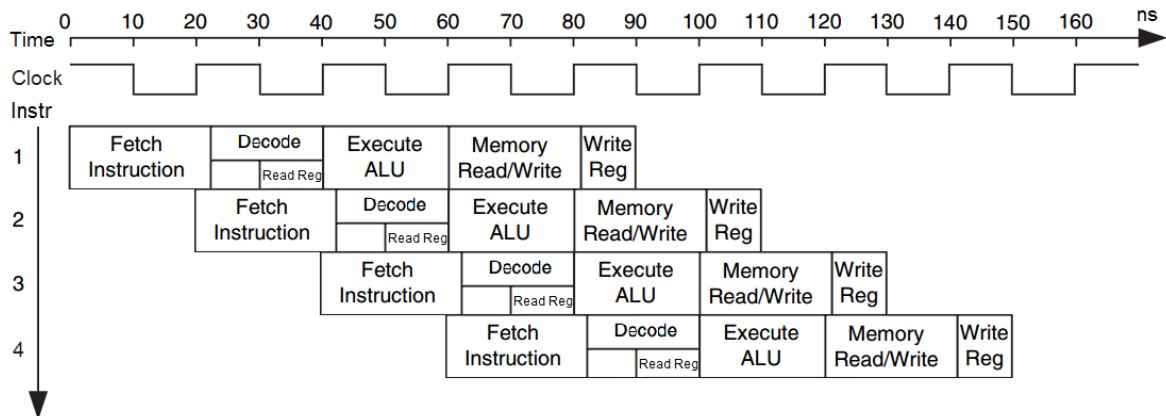 ns
Time 0 10 20 30 40 50 60 70 80 90 100 110 120 130 140 150 160
Clock
Instr
1 Fetch Instruction Decode Read Reg Execute ALU Memory Read/Write Write Reg
2 Fetch Instruction Decode Read Reg Execute ALU Memory Read/Write Write Reg
3 Fetch Instruction Decode Read Reg Execute ALU Memory Read/Write Write Reg
4 Fetch Instruction Decode Read Reg Execute ALU Memory Read/Write Write Reg